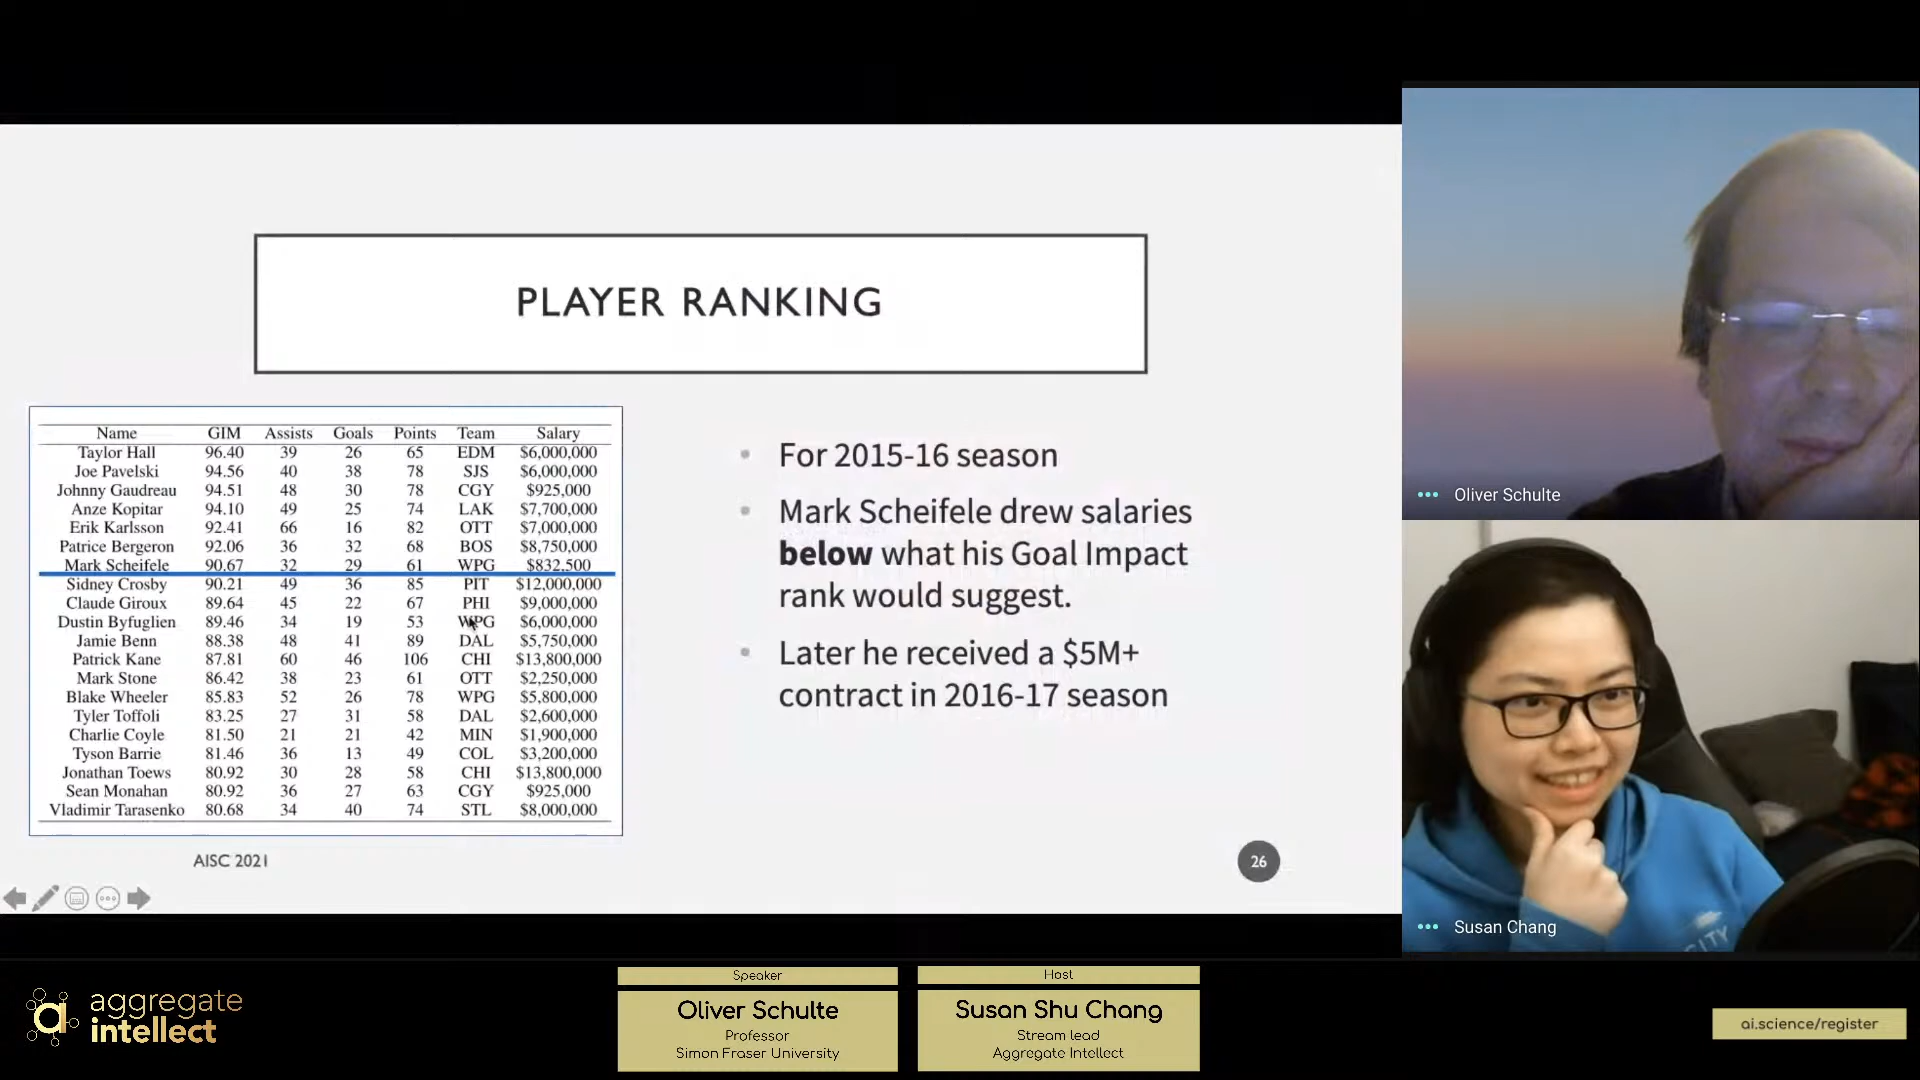 PLAYER RANKING
Name GIM Assists Goals Points Team Salary
Taylor Hall 96.40 39 26 65 EDM $6,000,000
Joe Pavelski 94.56 40 38 78 SJS $6,000,000
Johnny Gaudreau 94.51 48 30 78 CGY $925,000
Anze Kopitar 94.10 49 25 74 LAK $7,700,000
Erik Karlsson 92.41 66 16 82 OTT $7,000,000
Patrice Bergeron 92.06 36 32 68 BOS $8,750,000
Mark Scheifele 90.67 32 29 61 WPG $832,500
Sidney Crosby 90.21 49 36 85 PIT $12,000,000
Claude Giroux 89.64 45 22 67 PHI $9,000,000
Dustin Byfuglien 89.46 34 19 53 WPG $6,000,000
Jamie Benn 88.38 48 41 89 DAL $5,750,000
Patrick Kane 87.81 60 46 106 CHI $13,800,000
Mark Stone 86.42 38 23 61 OTT $2,250,000
Blake Wheeler 85.83 52 26 78 WPG $5,800,000
Tyler Toffoli 83.25 27 31 58 DAL $2,600,000
Charlie Coyle 81.50 21 21 42 MIN $1,900,000
Tyson Barrie 81.46 36 13 49 COL $3,200,000
Jonathan Toews 80.92 30 28 58 CHI $13,800,000
Sean Monahan 80.92 36 27 63 CGY $925,000
Vladimir Tarasenko 80.68 34 40 74 STL $8,000,000
• For 2015-16 season
• Mark Scheifele drew salaries
below what his Goal Impact
rank would suggest.
• Later he received a $5M+
contract in 2016-17 season
AISC 2021
26
Oliver Schulte
Susan Chang
CITY
aggregate
intellect
Speaker
Oliver Schulte
Professor
Simon Fraser University
Host
Susan Shu Chang
Stream lead
Aggregate Intellect
ai.science/register